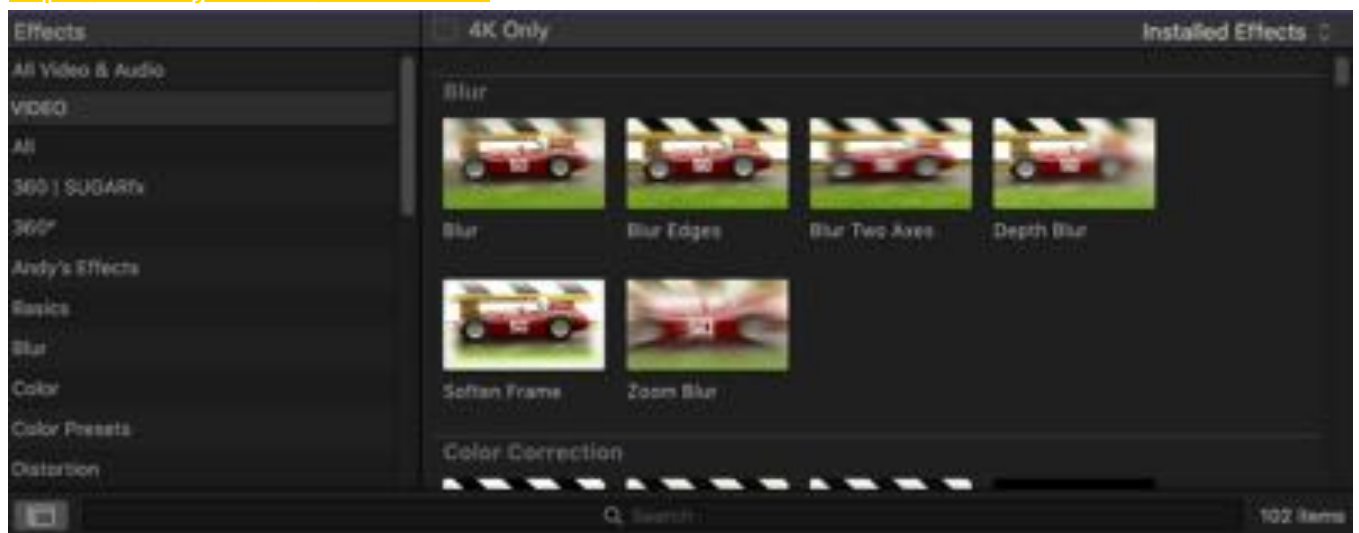 Effects
4K Only
Installed Effects
All Video & Audio
VIDEO
All
360 | SUGARfx
360°
Andy's Effects
Basics
Blur
Color
Color Presets
Distortion
Blur
Blur
Blur Edges
Blur Two Axes
Depth Blur
Soften Frame
Zoom Blur
Color Correction
Search
102 items